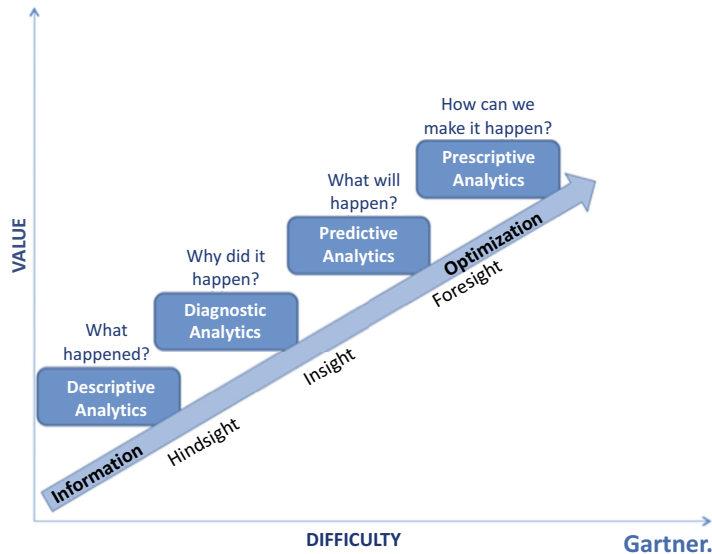 How can we
make it happen?
Prescriptive
Analytics
What will
happen?
Predictive
Analytics
Optimization
Foresight
Why did it
happen?
Diagnostic
Analytics
Insight
What
happened?
Descriptive
Analytics
Hindsight
Information
VALUE
DIFFICULTY
Gartner.